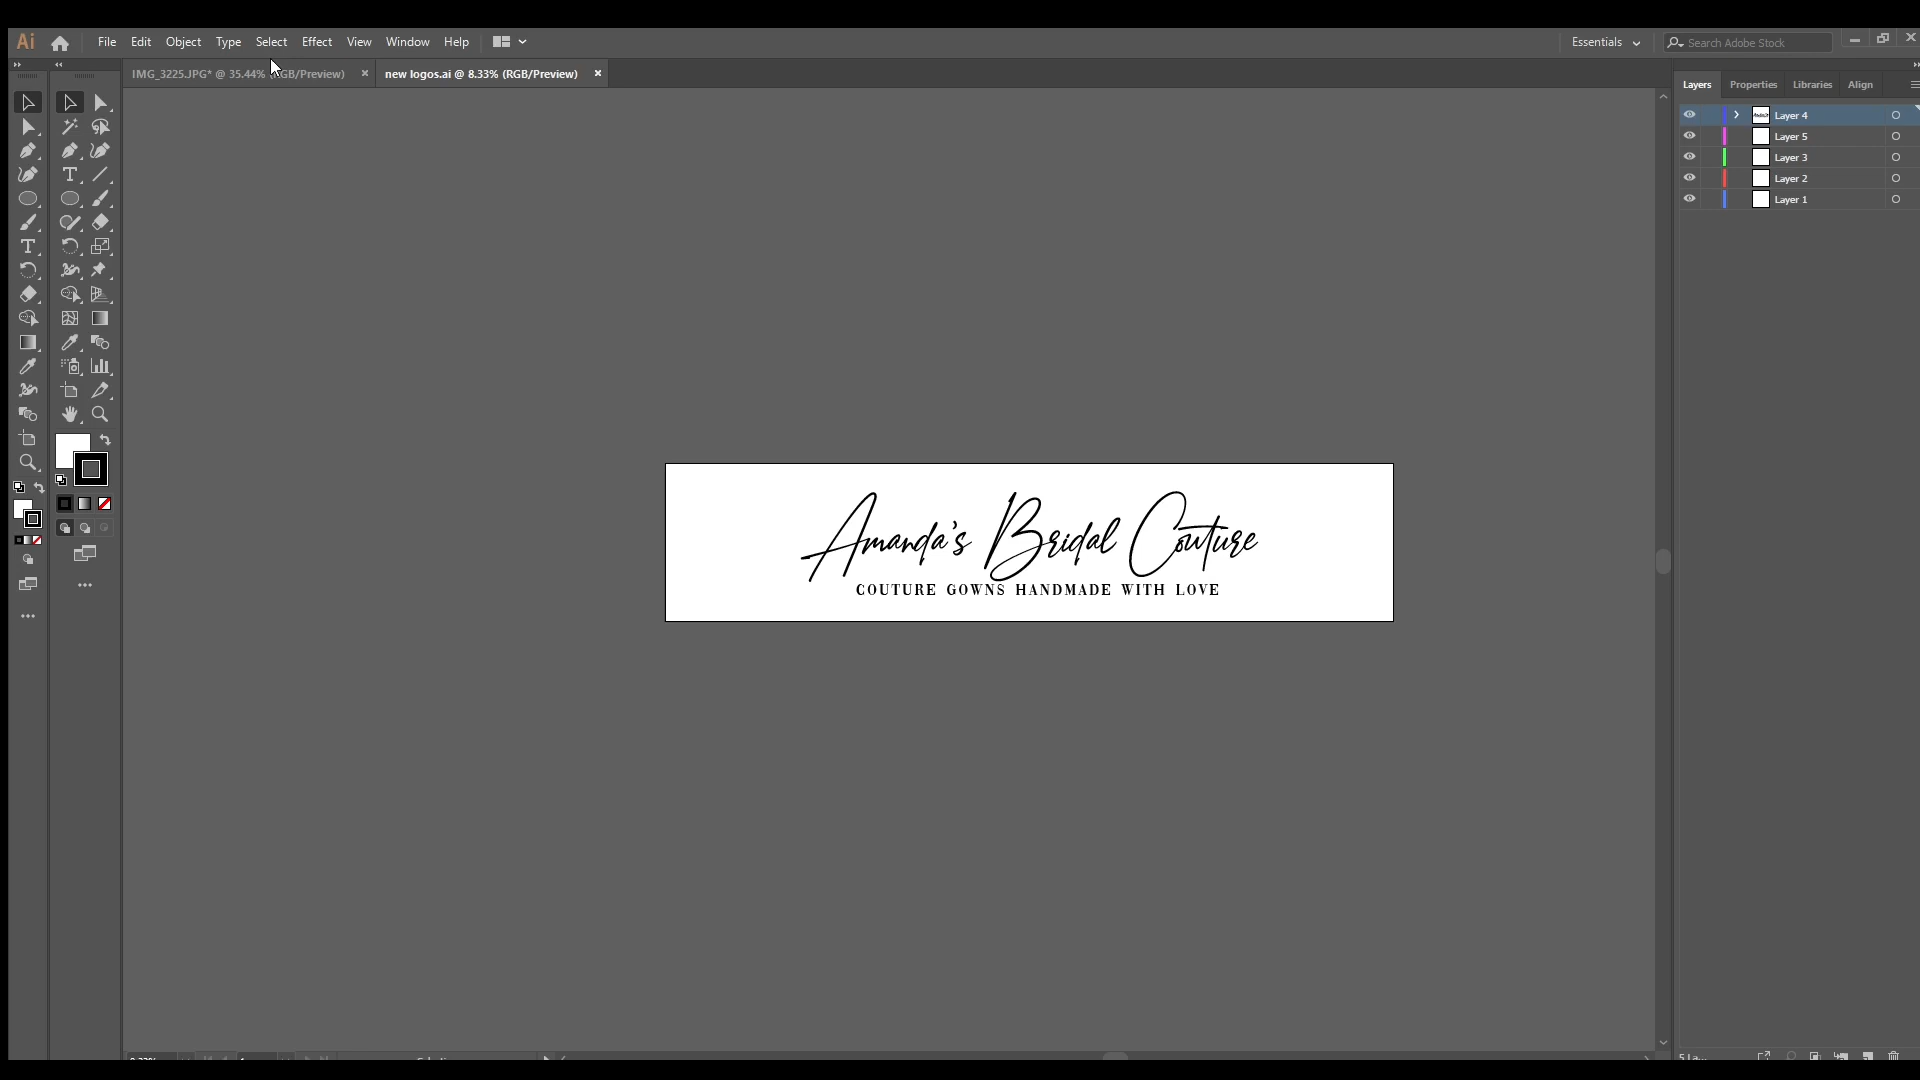 Ai File Edit Object Type Select Effect View Window Help Essentials Search Adobe Stock
IMG_3225.JPG* @ 35.44% (RGB/Preview) new logos.ai @ 8.33% (RGB/Preview)
Layers Properties Libraries Align
Layer 4
Layer 5
Layer 3
Layer 2
Layer 1
Amanda's Bridal Couture
COUTURE GOWNS HANDMADE WITH LOVE